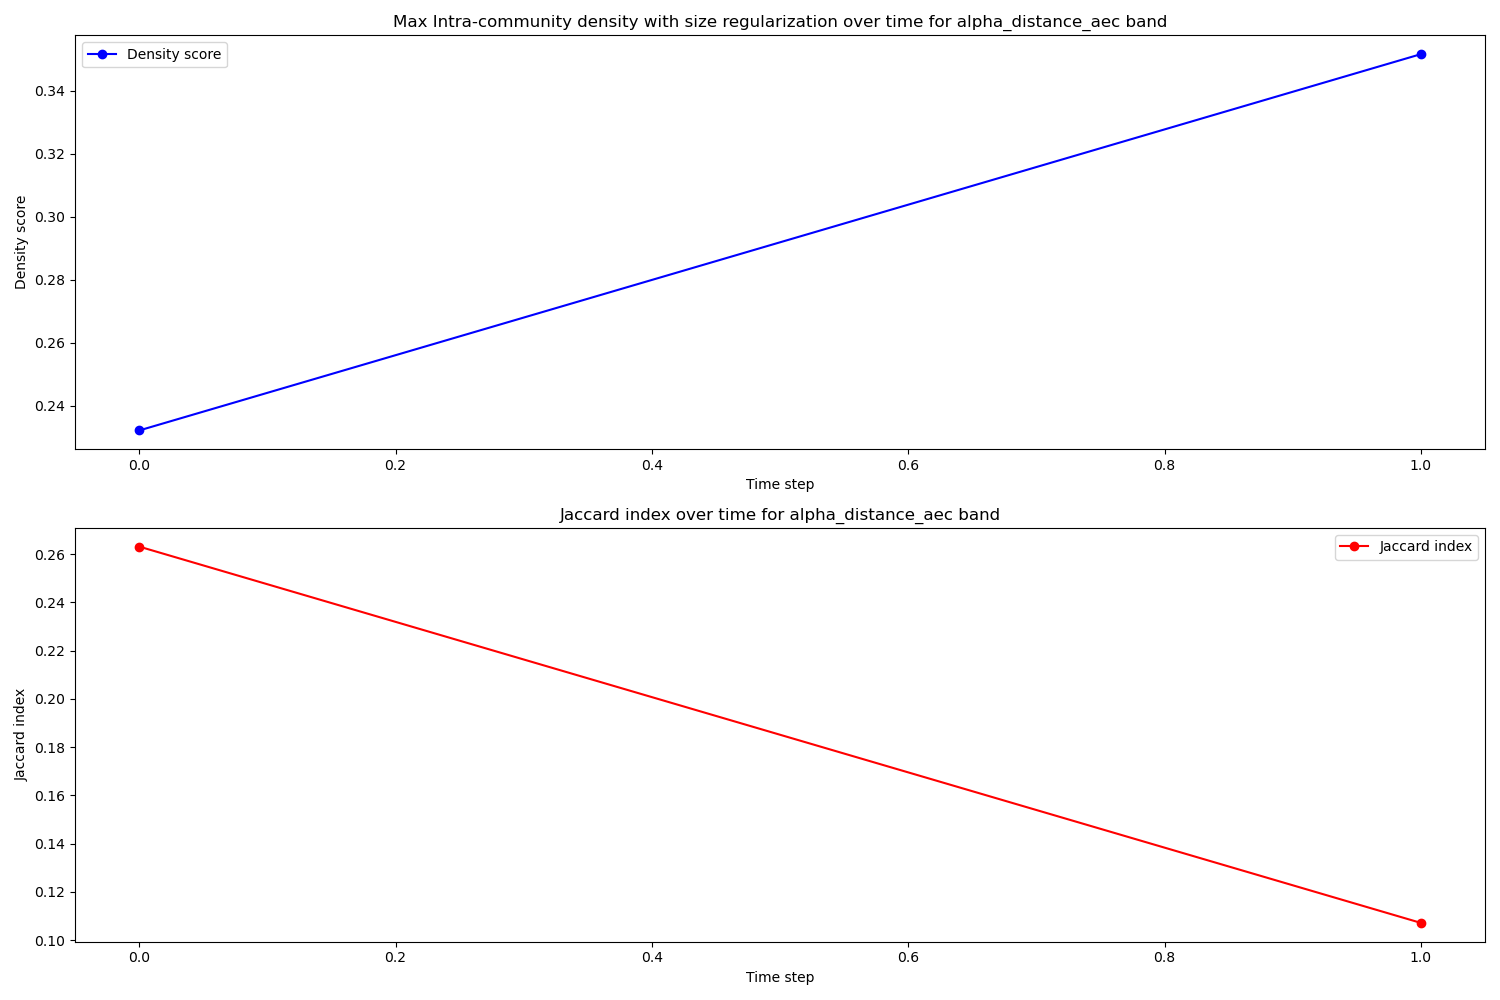 Max Intra-community density with size regularization over time for alpha_distance_aec band
Density score
0.34
0.32
0.30
0.28
0.26
0.24
Density score
0.0 0.2 0.4 0.6 0.8 1.0
Time step
Jaccard index over time for alpha_distance_aec band
Jaccard index
0.26
0.24
0.22
0.20
0.18
0.16
0.14
0.12
0.10
Jaccard index
0.0 0.2 0.4 0.6 0.8 1.0
Time step